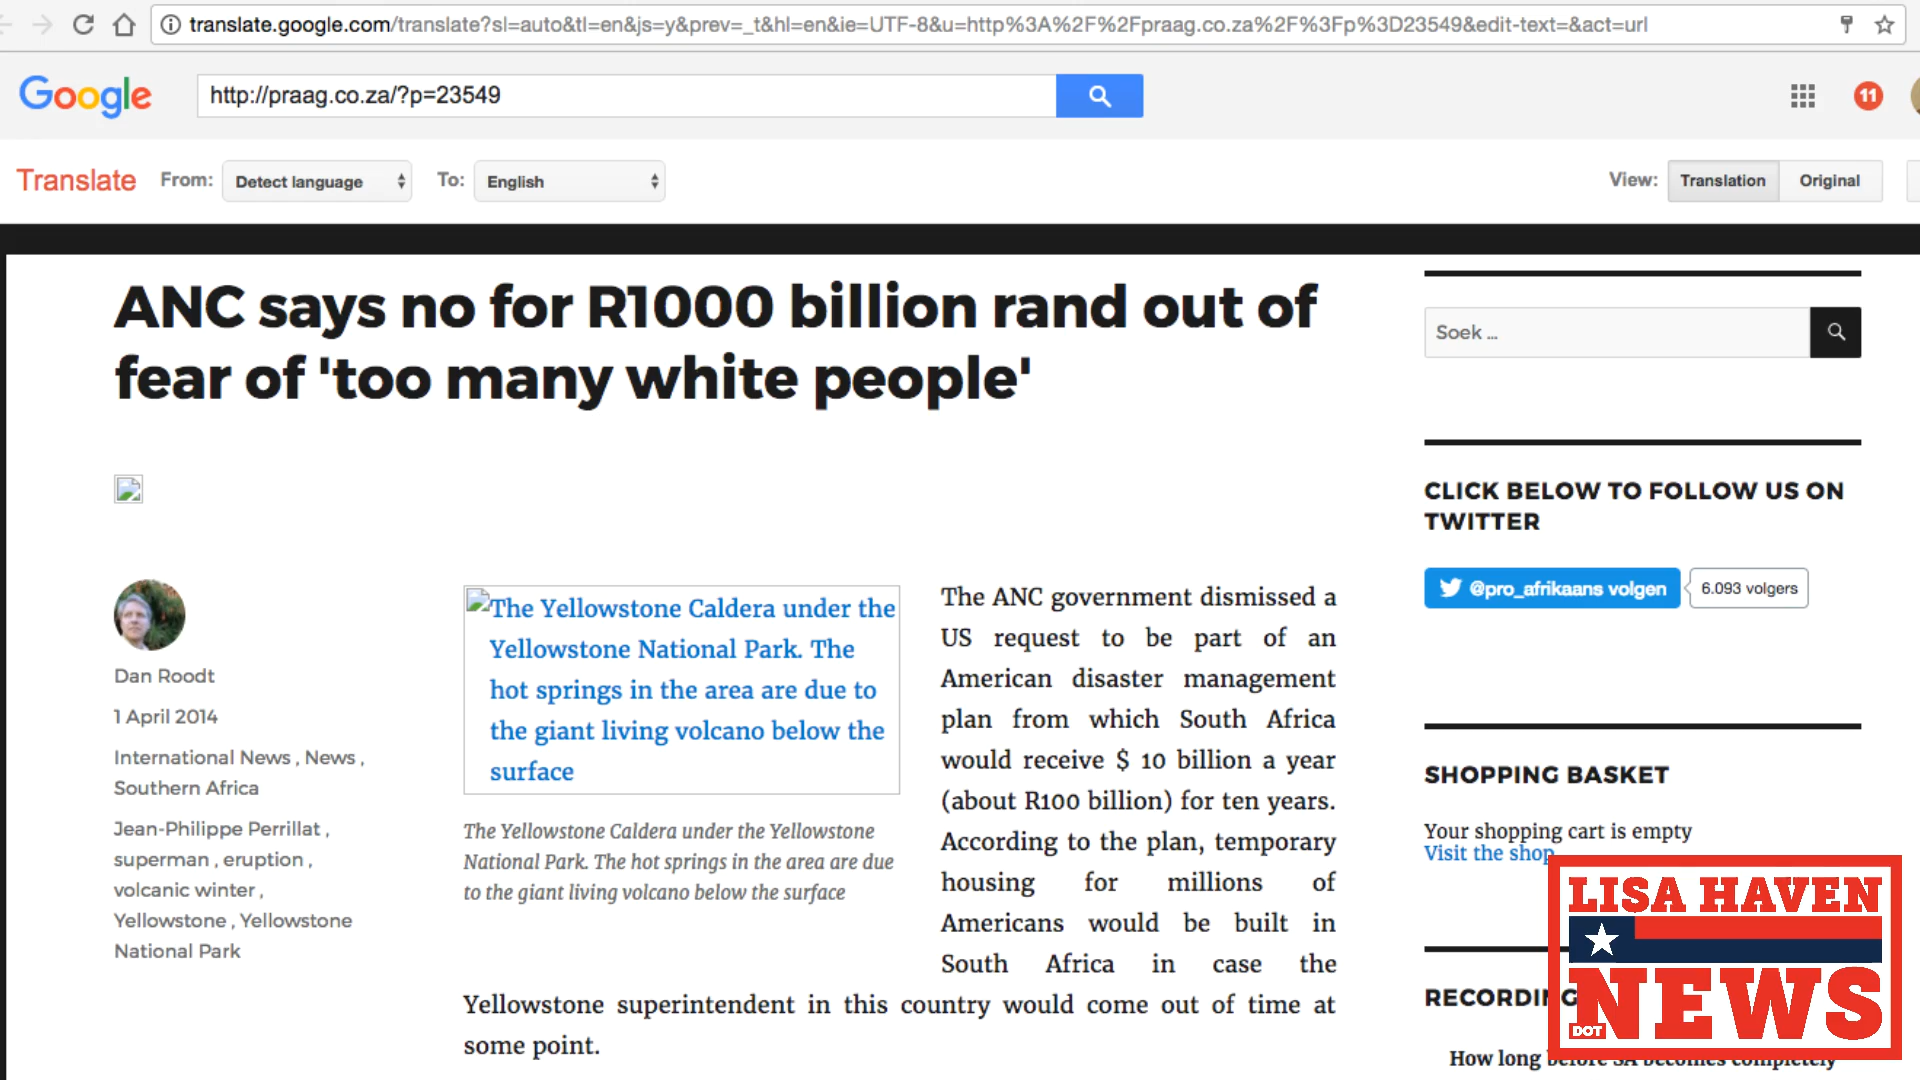 translate.google.com/translate?sl=auto&tl=en&js=y&prev=_t&hl=en&ie=UTF-8&u=http%3A%2F%2Fpraag.co.za%2F%3Fp%3D23549&edit-text=&act=url
Google
http://praag.co.za/?p=23549
11
Translate From: Detect language To: English View: Translation Original
ANC says no for R1000 billion rand out of
fear of 'too many white people'
Dan Roodt
1 April 2014
International News , News ,
Southern Africa
Jean-Philippe Perrillat ,
superman , eruption ,
volcanic winter ,
Yellowstone , Yellowstone
National Park
The Yellowstone Caldera under the
Yellowstone National Park. The
hot springs in the area are due to
the giant living volcano below the
surface
The Yellowstone Caldera under the Yellowstone
National Park. The hot springs in the area are due
to the giant living volcano below the surface
The ANC government dismissed a
US request to be part of an
American disaster management
plan from which South Africa
would receive $ 10 billion a year
(about R100 billion) for ten years.
According to the plan, temporary
housing for millions of
Americans would be built in
South Africa in case the
Yellowstone superintendent in this country would come out of time at
some point.
Soek ...
CLICK BELOW TO FOLLOW US ON
TWITTER
@pro_afrikaans volgen 6.093 volgers
SHOPPING BASKET
Your shopping cart is empty
Visit the shop
RECORDING
How long before SA becomes completely
LISA HAVEN
DOT NEWS